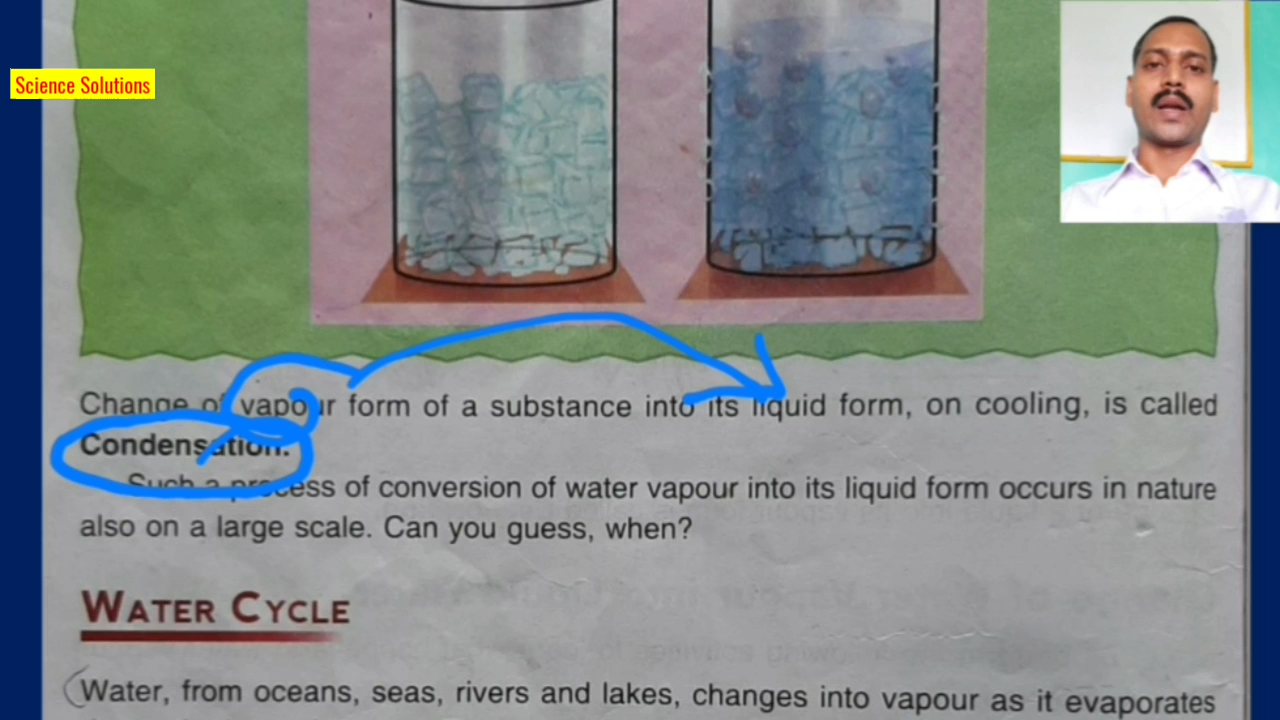 Science Solutions
Change of vapour form of a substance into its liquid form, on cooling, is called
Condensation.
Such a process of conversion of water vapour into its liquid form occurs in nature
also on a large scale. Can you guess, when?
WATER CYCLE
Water, from oceans, seas, rivers and lakes, changes into vapour as it evaporates